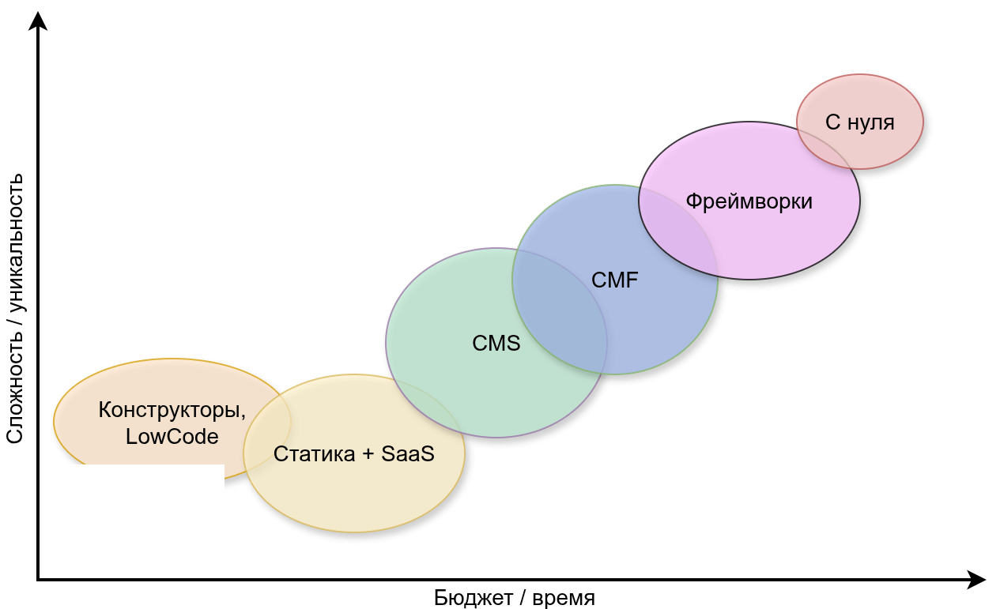 Сложность / уникальность
С нуля
Фреймворки
CMF
CMS
Конструкторы,
LowCode
Статика + SaaS
Бюджет / время